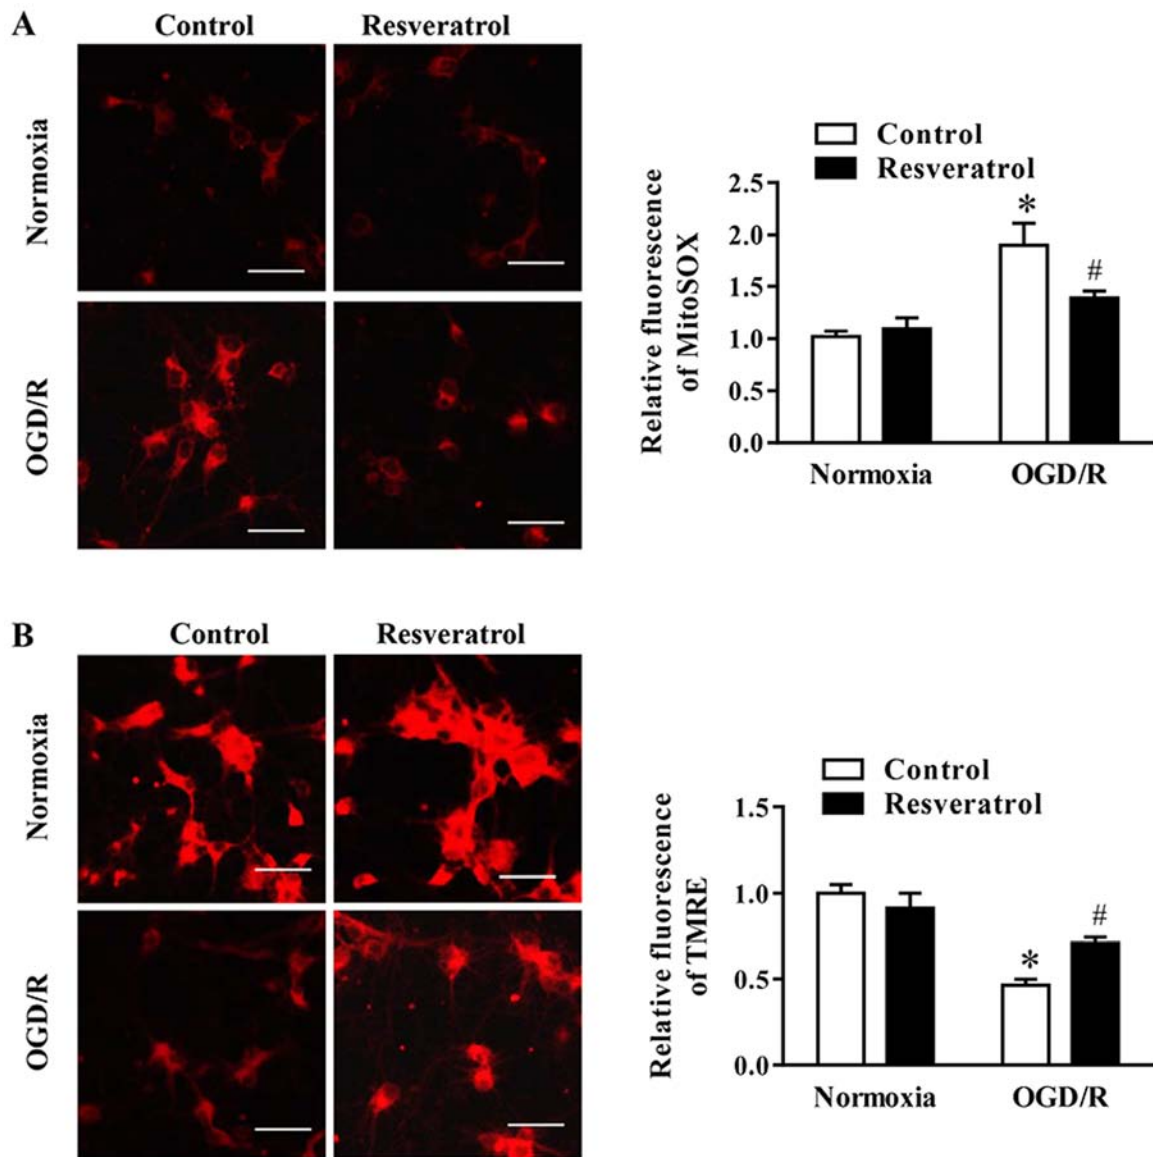 A
Control
Resveratrol
Normoxia
OGD/R
Control
Resveratrol
Relative fluorescence
of MitoSOX
2.5
2.0
1.5
1.0
0.5
0.0
*
#
Normoxia
OGD/R
B
Control
Resveratrol
Normoxia
OGD/R
Control
Resveratrol
Relative fluorescence
of TMRE
1.5
1.0
0.5
0.0
*
#
Normoxia
OGD/R